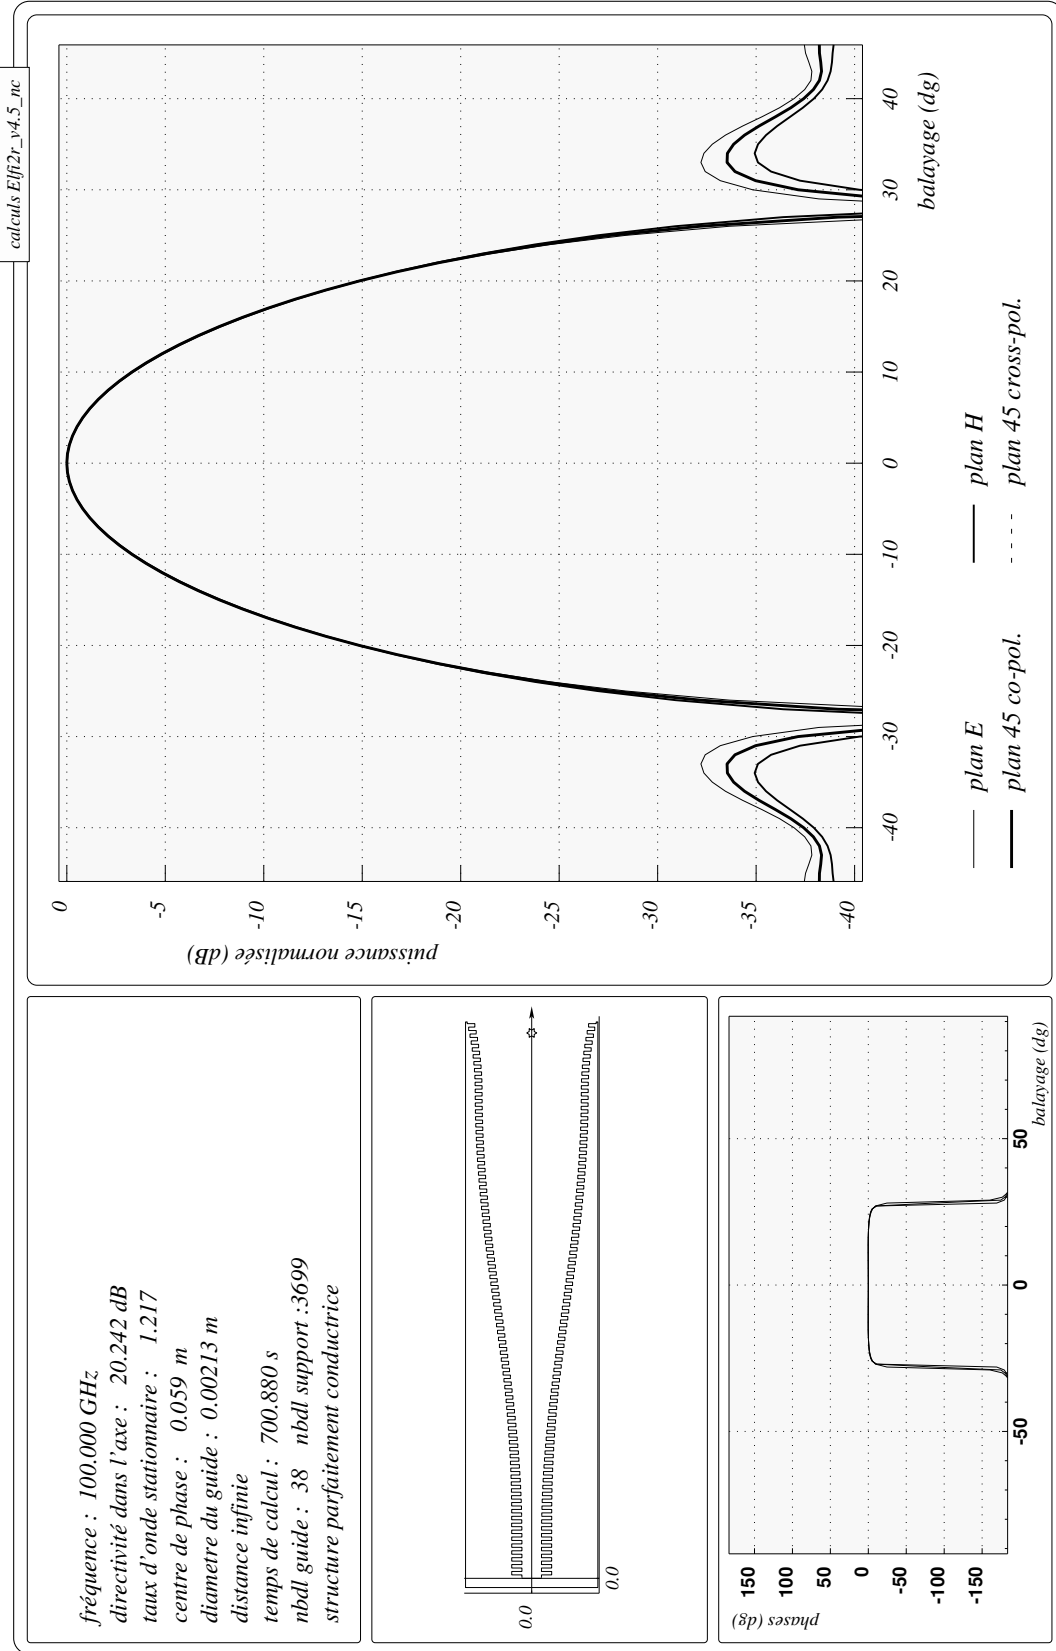 calculs Elfi2r_v4.5_nc
fréquence : 100.000 GHz
directivité dans l'axe : 20.242 dB
taux d'onde stationnaire : 1.217
centre de phase : 0.059 m
diametre du guide : 0.00213 m
distance infinie
temps de calcul : 700.880 s
nbdl guide : 38 nbdl support :3699
structure parfaitement conductrice
0.0
0.0
phases (dg)
150
100
50
0
-50
-100
-150
-50
0
50
balayage (dg)
puissance normalisée (dB)
0
-5
-10
-15
-20
-25
-30
-35
-40
-40
-30
-20
-10
0
10
20
30
40
balayage (dg)
plan E
plan H
plan 45 co-pol.
plan 45 cross-pol.